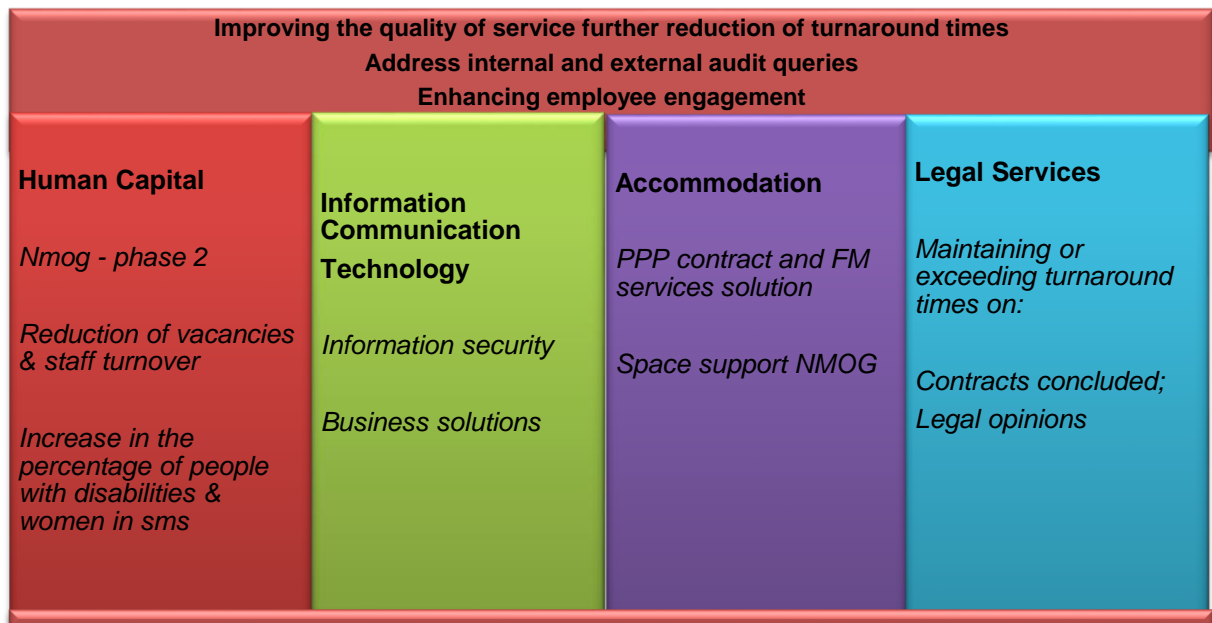 Improving the quality of service further reduction of turnaround times
Address internal and external audit queries
Enhancing employee engagement
Human Capital
Nmog - phase 2
Reduction of vacancies
& staff turnover
Increase in the
percentage of people
with disabilities &
women in sms
Information
Communication
Technology
Information security
Business solutions
Accommodation
PPP contract and FM
services solution
Space support NMOG
Legal Services
Maintaining or
exceeding turnaround
times on:
Contracts concluded;
Legal opinions